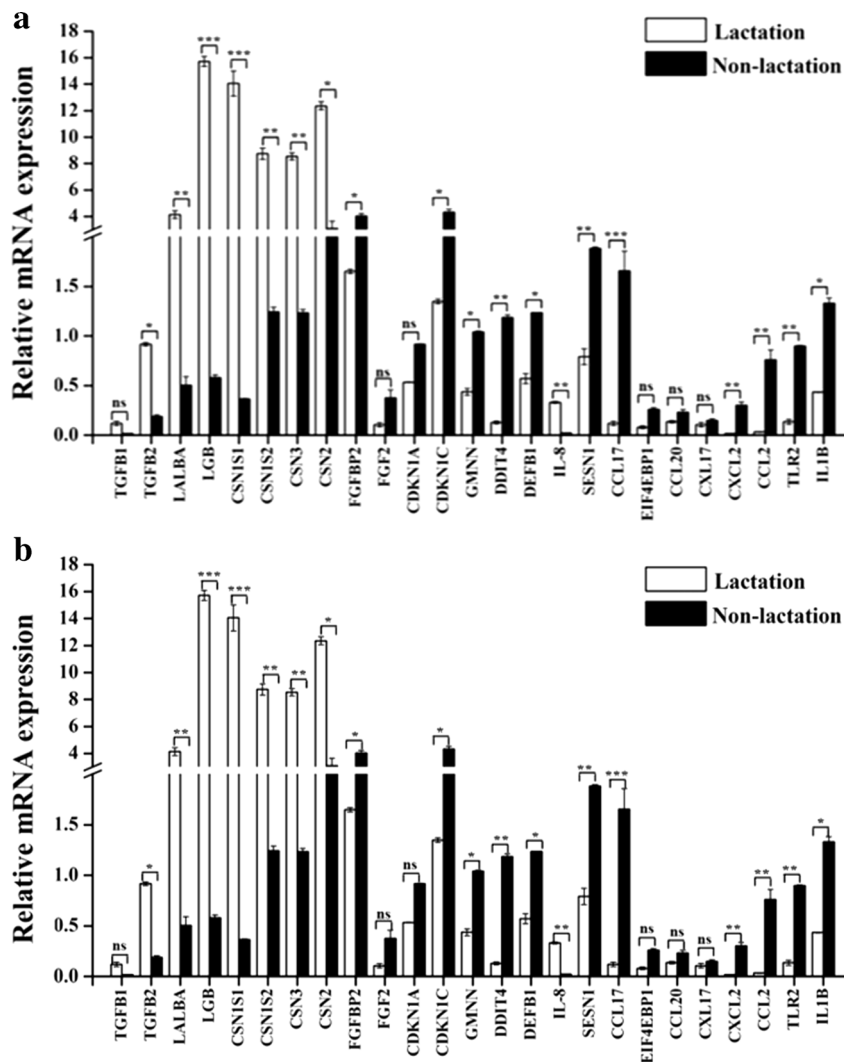 a
Relative mRNA expression
18
16
14
12
10
8
6
4
1.5
1.0
0.5
0.0
Lactation
Non-lactation
ns * ** *** *** ** ** * * ns ns * * ** * ** ** *** ns ns ns ** ** ** *
TGFB1 TGFB2 LALBA LGB CSN1S1 CSN1S2 CSN3 CSN2 FGFBP2 FGF2 CDKN1A CDKN1C GMNN DDIT4 DEFB1 IL-8 SESN1 CCL17 EIF4EBP1 CCL20 CXL17 CXCL2 CCL2 TLR2 IL1B
b
Relative mRNA expression
18
16
14
12
10
8
6
4
1.5
1.0
0.5
0.0
Lactation
Non-lactation
ns * ** *** *** ** ** * * ns ns * * ** * ** ** *** ns ns ns ** ** ** *
TGFB1 TGFB2 LALBA LGB CSN1S1 CSN1S2 CSN3 CSN2 FGFBP2 FGF2 CDKN1A CDKN1C GMNN DDIT4 DEFB1 IL-8 SESN1 CCL17 EIF4EBP1 CCL20 CXL17 CXCL2 CCL2 TLR2 IL1B